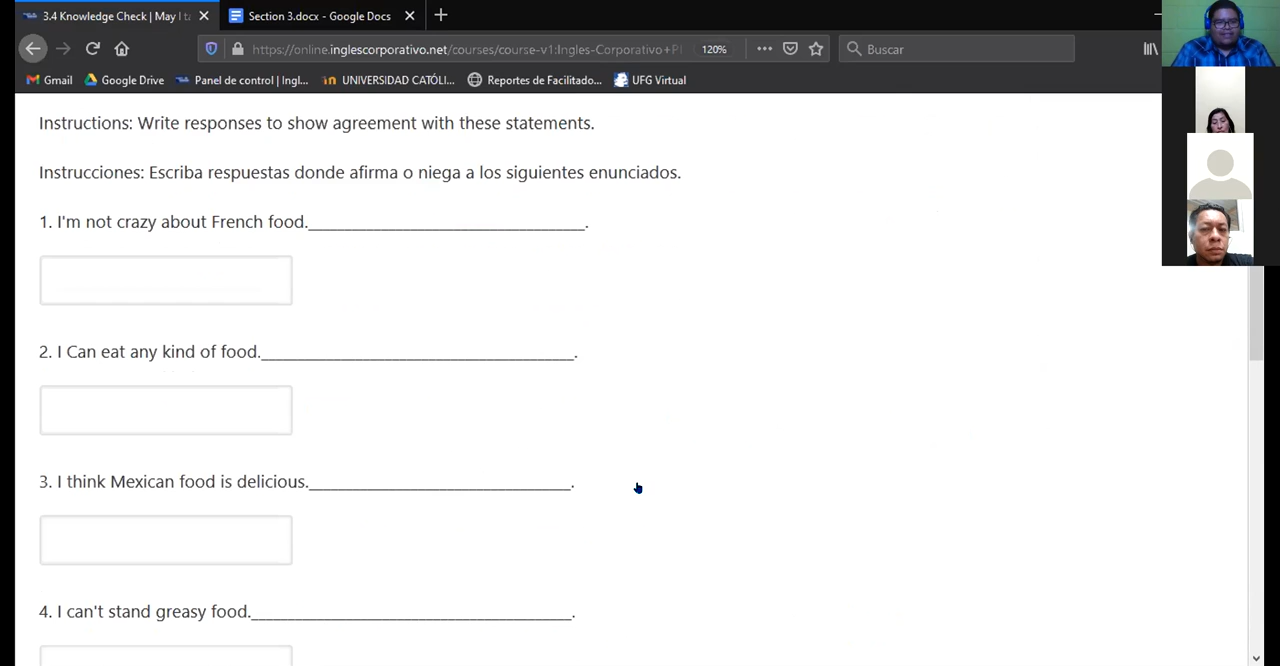 3.4 Knowledge Check | May I ta
Section 3.docx - Google Docs
https://online.inglescorporativo.net/courses/course-v1:Ingles-Corporativo+P
120%
Buscar
Gmail
Google Drive
Panel de control | Ingl...
UNIVERSIDAD CATÓLI...
Reportes de Facilitado...
UFG Virtual
Instructions: Write responses to show agreement with these statements.
Instrucciones: Escriba respuestas donde afirma o niega a los siguientes enunciados.
1. I'm not crazy about French food.______________________________.
2. I Can eat any kind of food.__________________________________.
3. I think Mexican food is delicious.____________________________.
4. I can't stand greasy food.___________________________________.